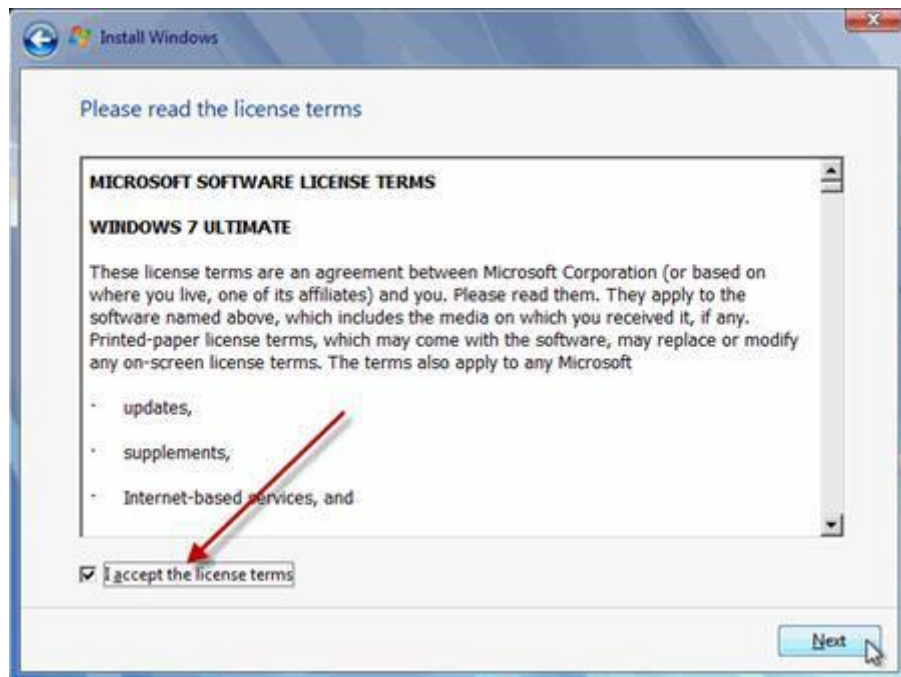 Install Windows
Please read the license terms
MICROSOFT SOFTWARE LICENSE TERMS
WINDOWS 7 ULTIMATE
These license terms are an agreement between Microsoft Corporation (or based on
where you live, one of its affiliates) and you. Please read them. They apply to the
software named above, which includes the media on which you received it, if any.
Printed-paper license terms, which may come with the software, may replace or modify
any on-screen license terms. The terms also apply to any Microsoft
· updates,
· supplements,
· Internet-based services, and
I accept the license terms
Next